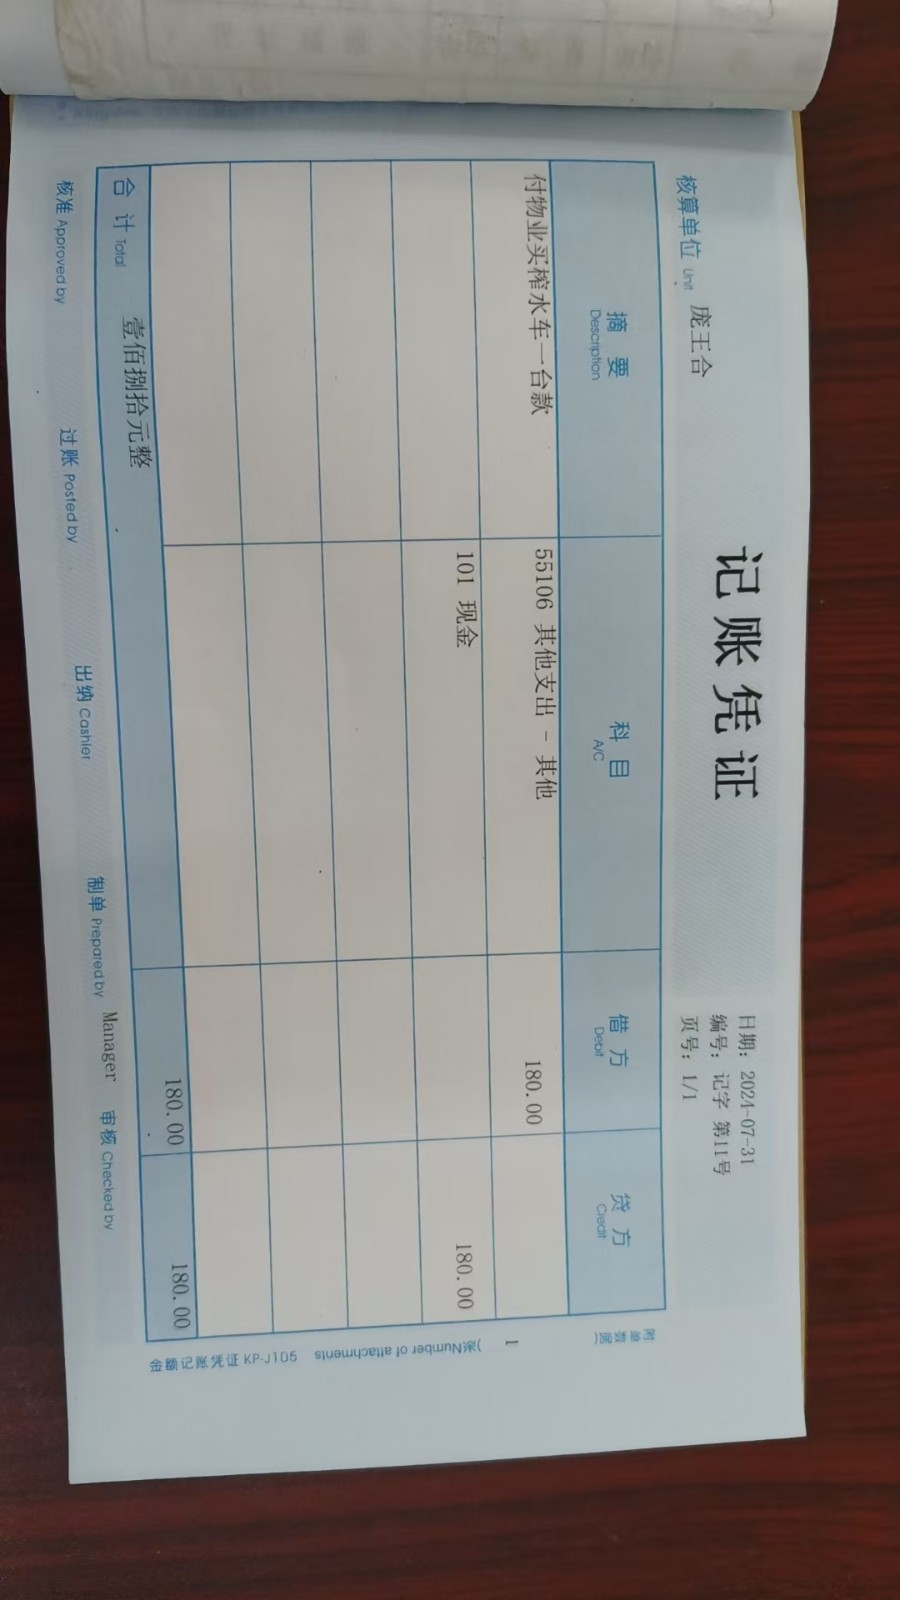 记账凭证
日期: 2024-07-31
编号: 记字 第11号
页号: 1/1
核算单位 Unit 庞王合
摘要 Description 科目 A/C 借方 Debit 贷方 Credit
付物业买榨水车一台款 55106 其他支出 - 其他 180.00
101 现金 180.00
合计 Total 壹佰捌拾元整 180.00 180.00
核准 Approved by 过账 Posted by 出纳 Cashier 制单 Prepared by Manager 审核 Checked by
附单数(
1
)张 Number of attachments
金蝶记账凭证 KP-J105